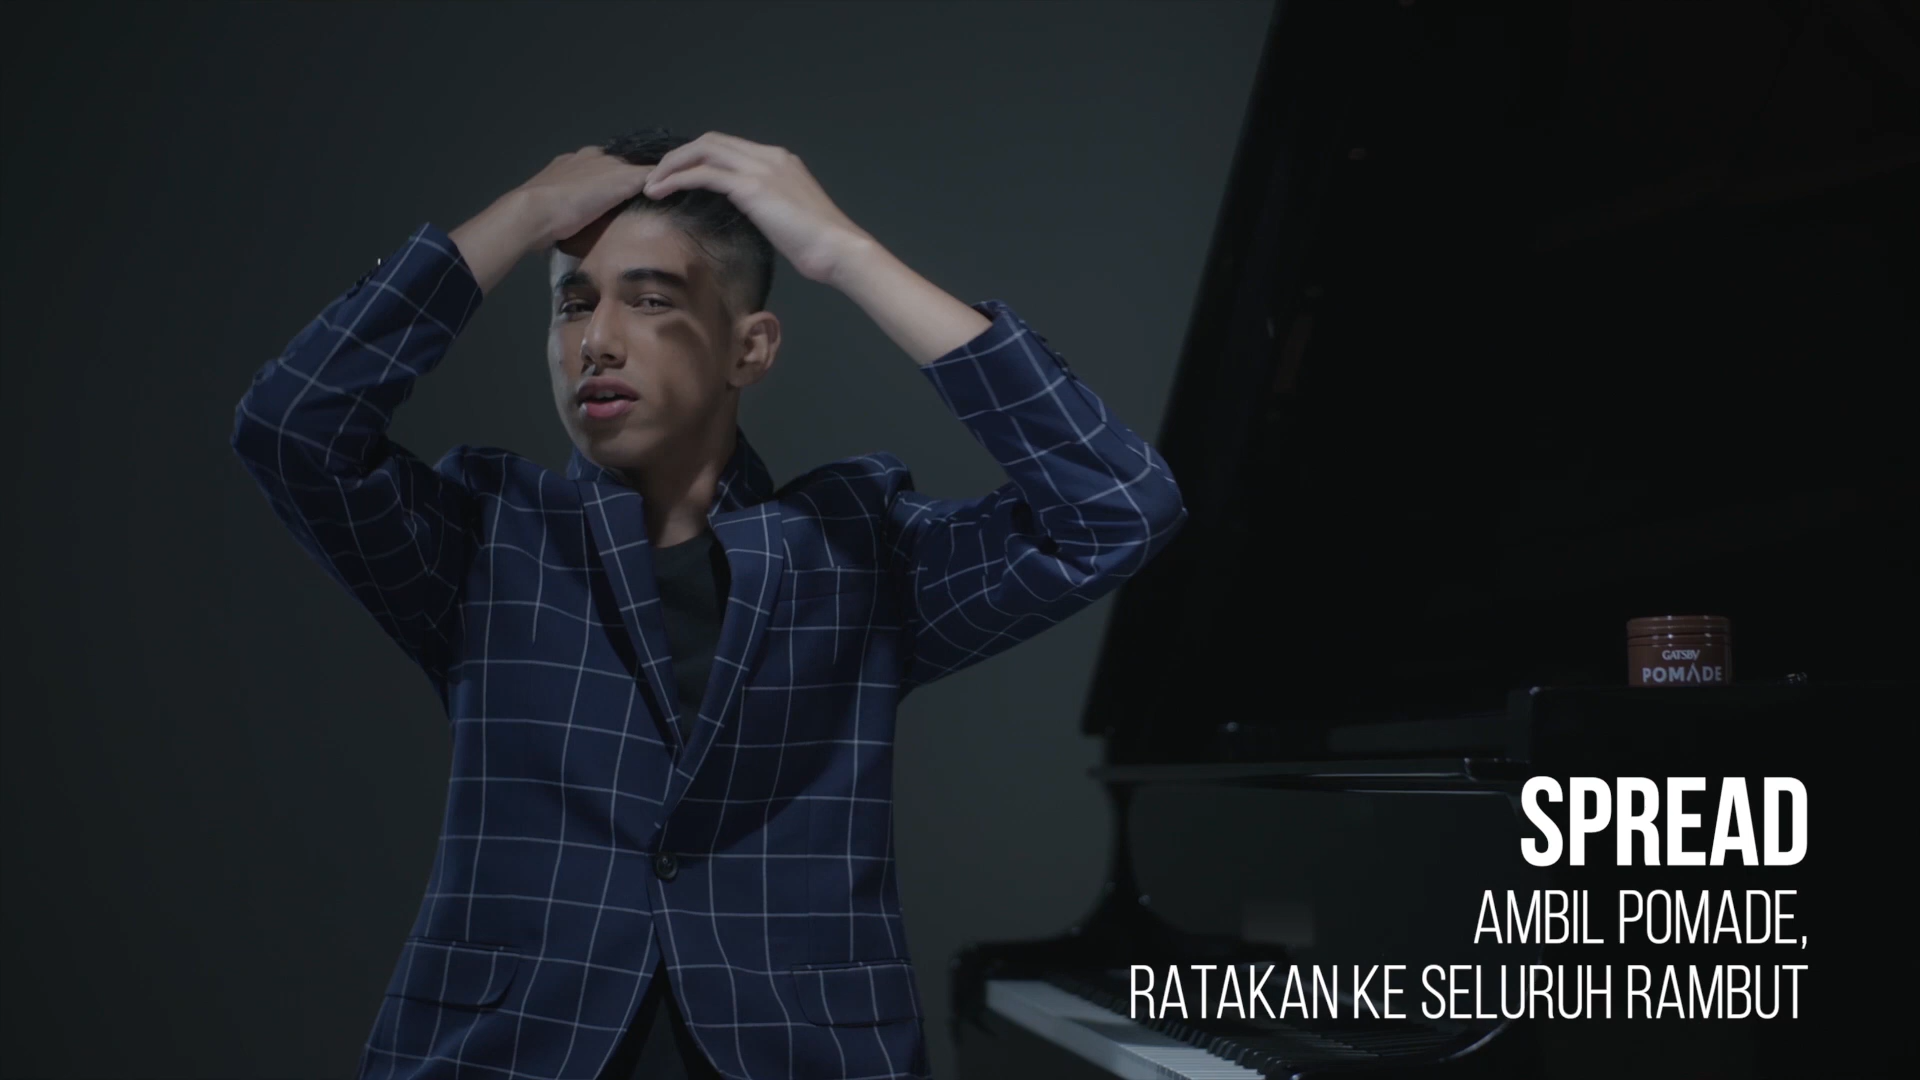 GATSBY
POMADE
SPREAD
AMBIL POMADE,
RATAKAN KE SELURUH RAMBUT